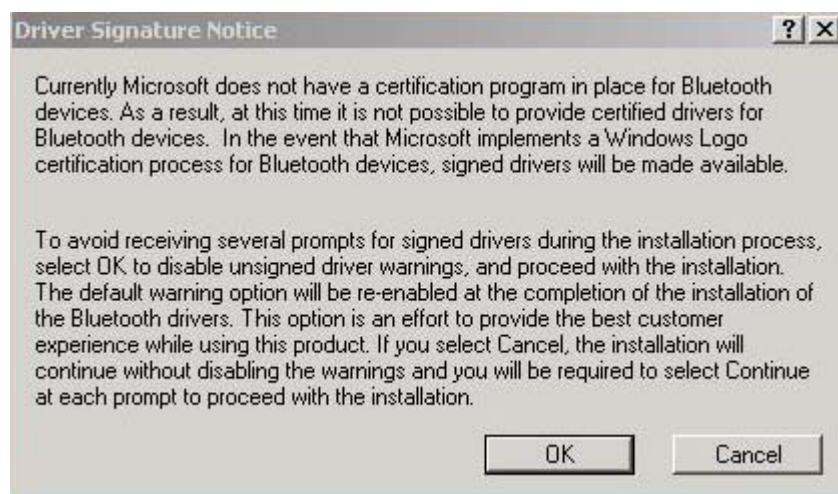 Driver Signature Notice
Currently Microsoft does not have a certification program in place for Bluetooth
devices. As a result, at this time it is not possible to provide certified drivers for
Bluetooth devices.  In the event that Microsoft implements a Windows Logo
certification process for Bluetooth devices, signed drivers will be made available.
To avoid receiving several prompts for signed drivers during the installation process,
select OK to disable unsigned driver warnings, and proceed with the installation.
The default warning option will be re-enabled at the completion of the installation of
the Bluetooth drivers. This option is an effort to provide the best customer
experience while using this product. If you select Cancel, the installation will
continue without disabling the warnings and you will be required to select Continue
at each prompt to proceed with the installation.
OK
Cancel